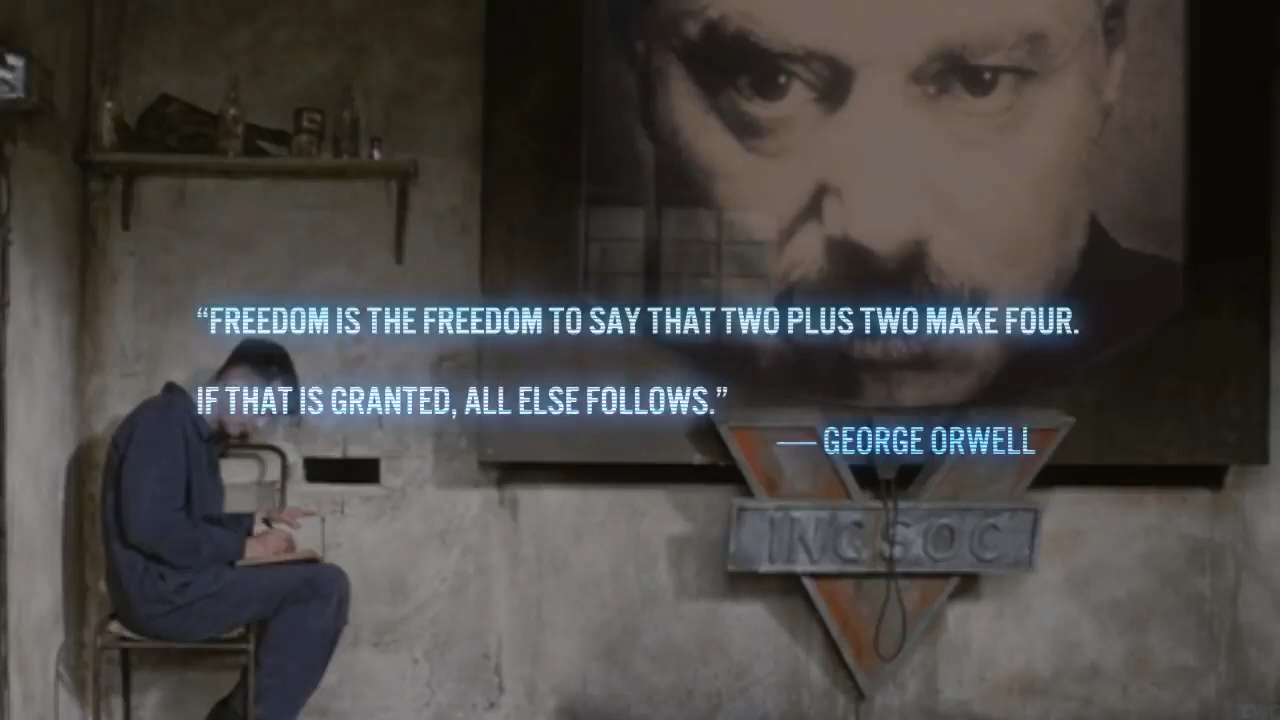 “FREEDOM IS THE FREEDOM TO SAY THAT TWO PLUS TWO MAKE FOUR.
IF THAT IS GRANTED, ALL ELSE FOLLOWS.”
— GEORGE ORWELL
INGSOC